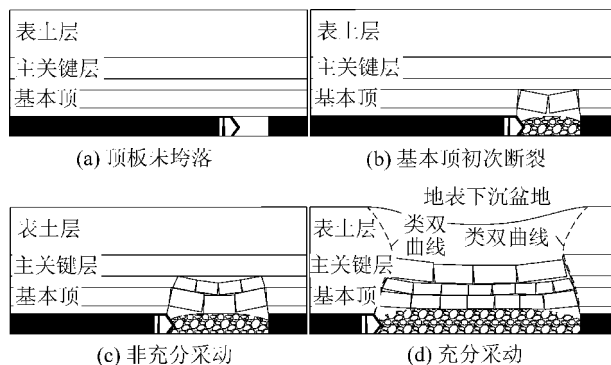 表土层
主关键层
基本顶
(a) 顶板未垮落
表土层
主关键层
基本顶
(b) 基本顶初次断裂
表土层
主关键层
基本顶
(c) 非充分采动
地表下沉盆地
表土层
类双
曲线
类双曲线
主关键层
基本顶
(d) 充分采动